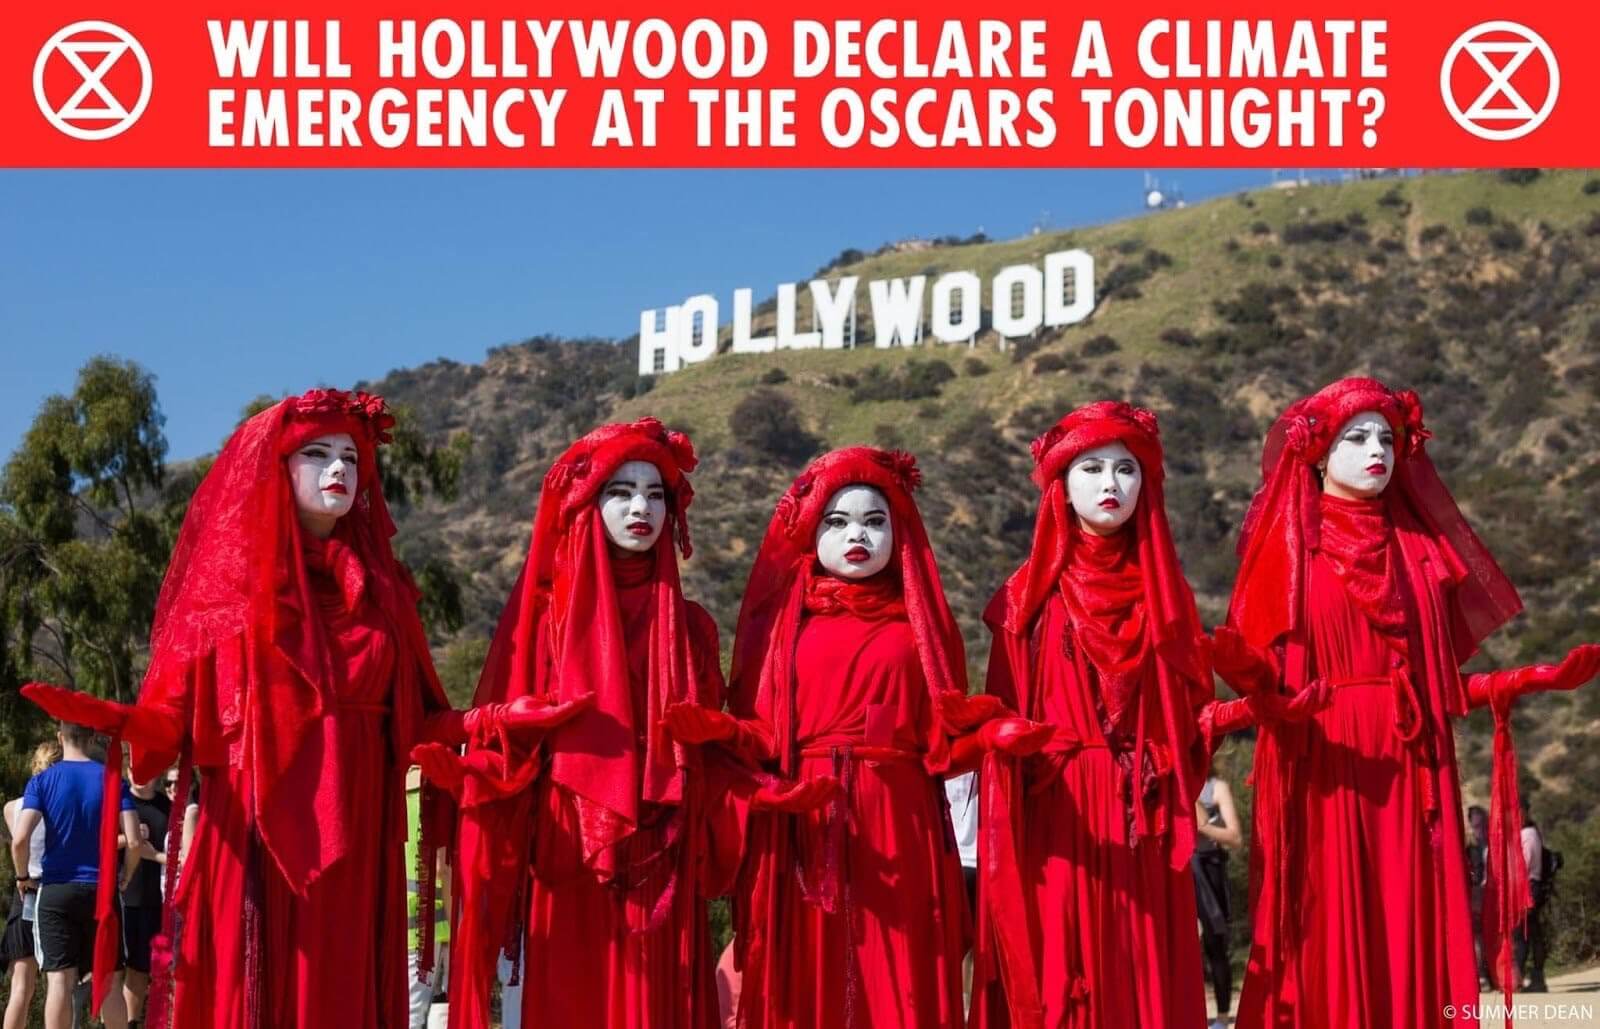 WILL HOLLYWOOD DECLARE A CLIMATE
EMERGENCY AT THE OSCARS TONIGHT?
HOLLYWOOD
© SUMMER DEAN